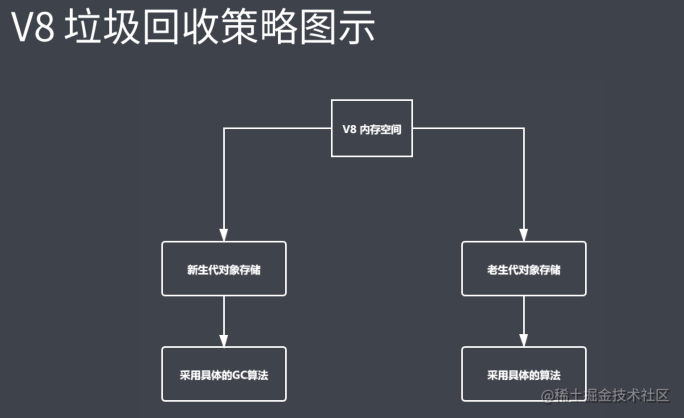 V8 垃圾回收策略图示
V8 内存空间
新生代对象存储
老生代对象存储
采用具体的GC算法
采用具体的算法
@稀土掘金技术社区